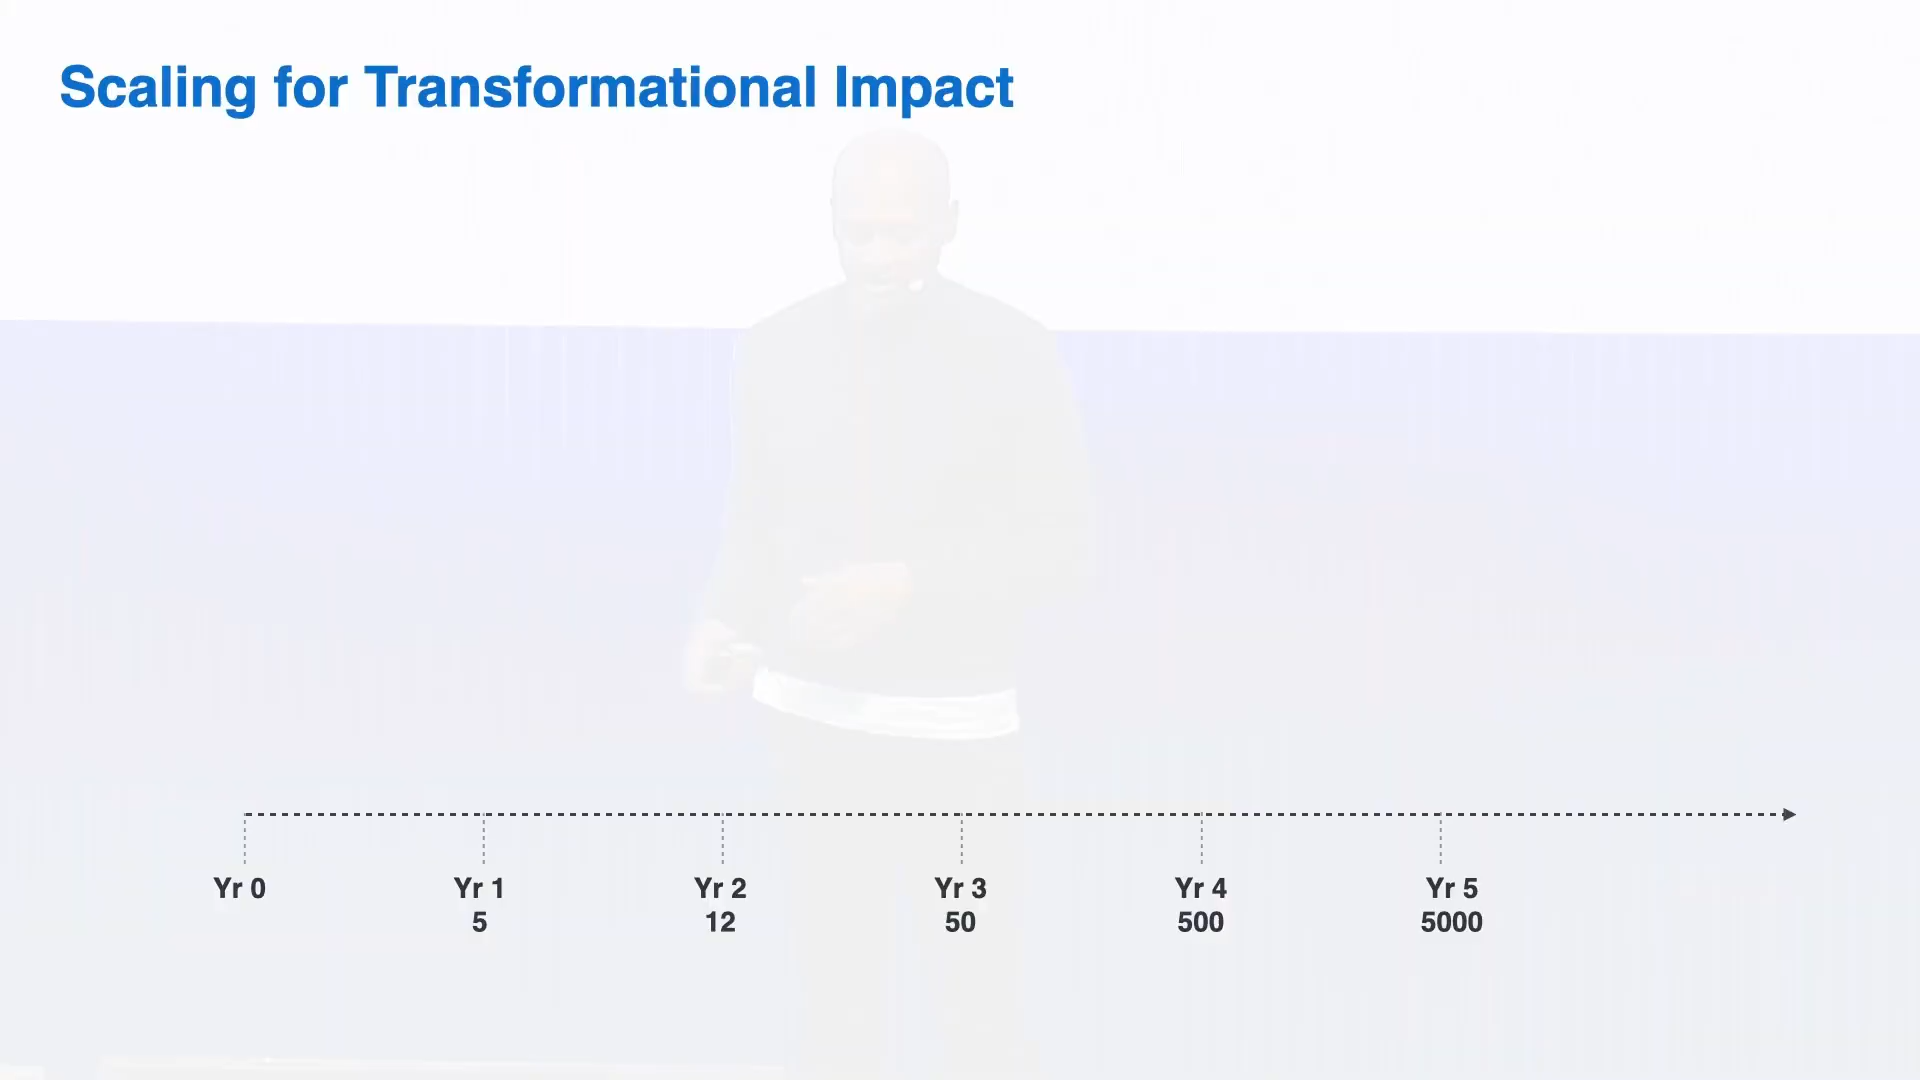 Scaling for Transformational Impact
Yr 0
Yr 1
5
Yr 2
12
Yr 3
50
Yr 4
500
Yr 5
5000